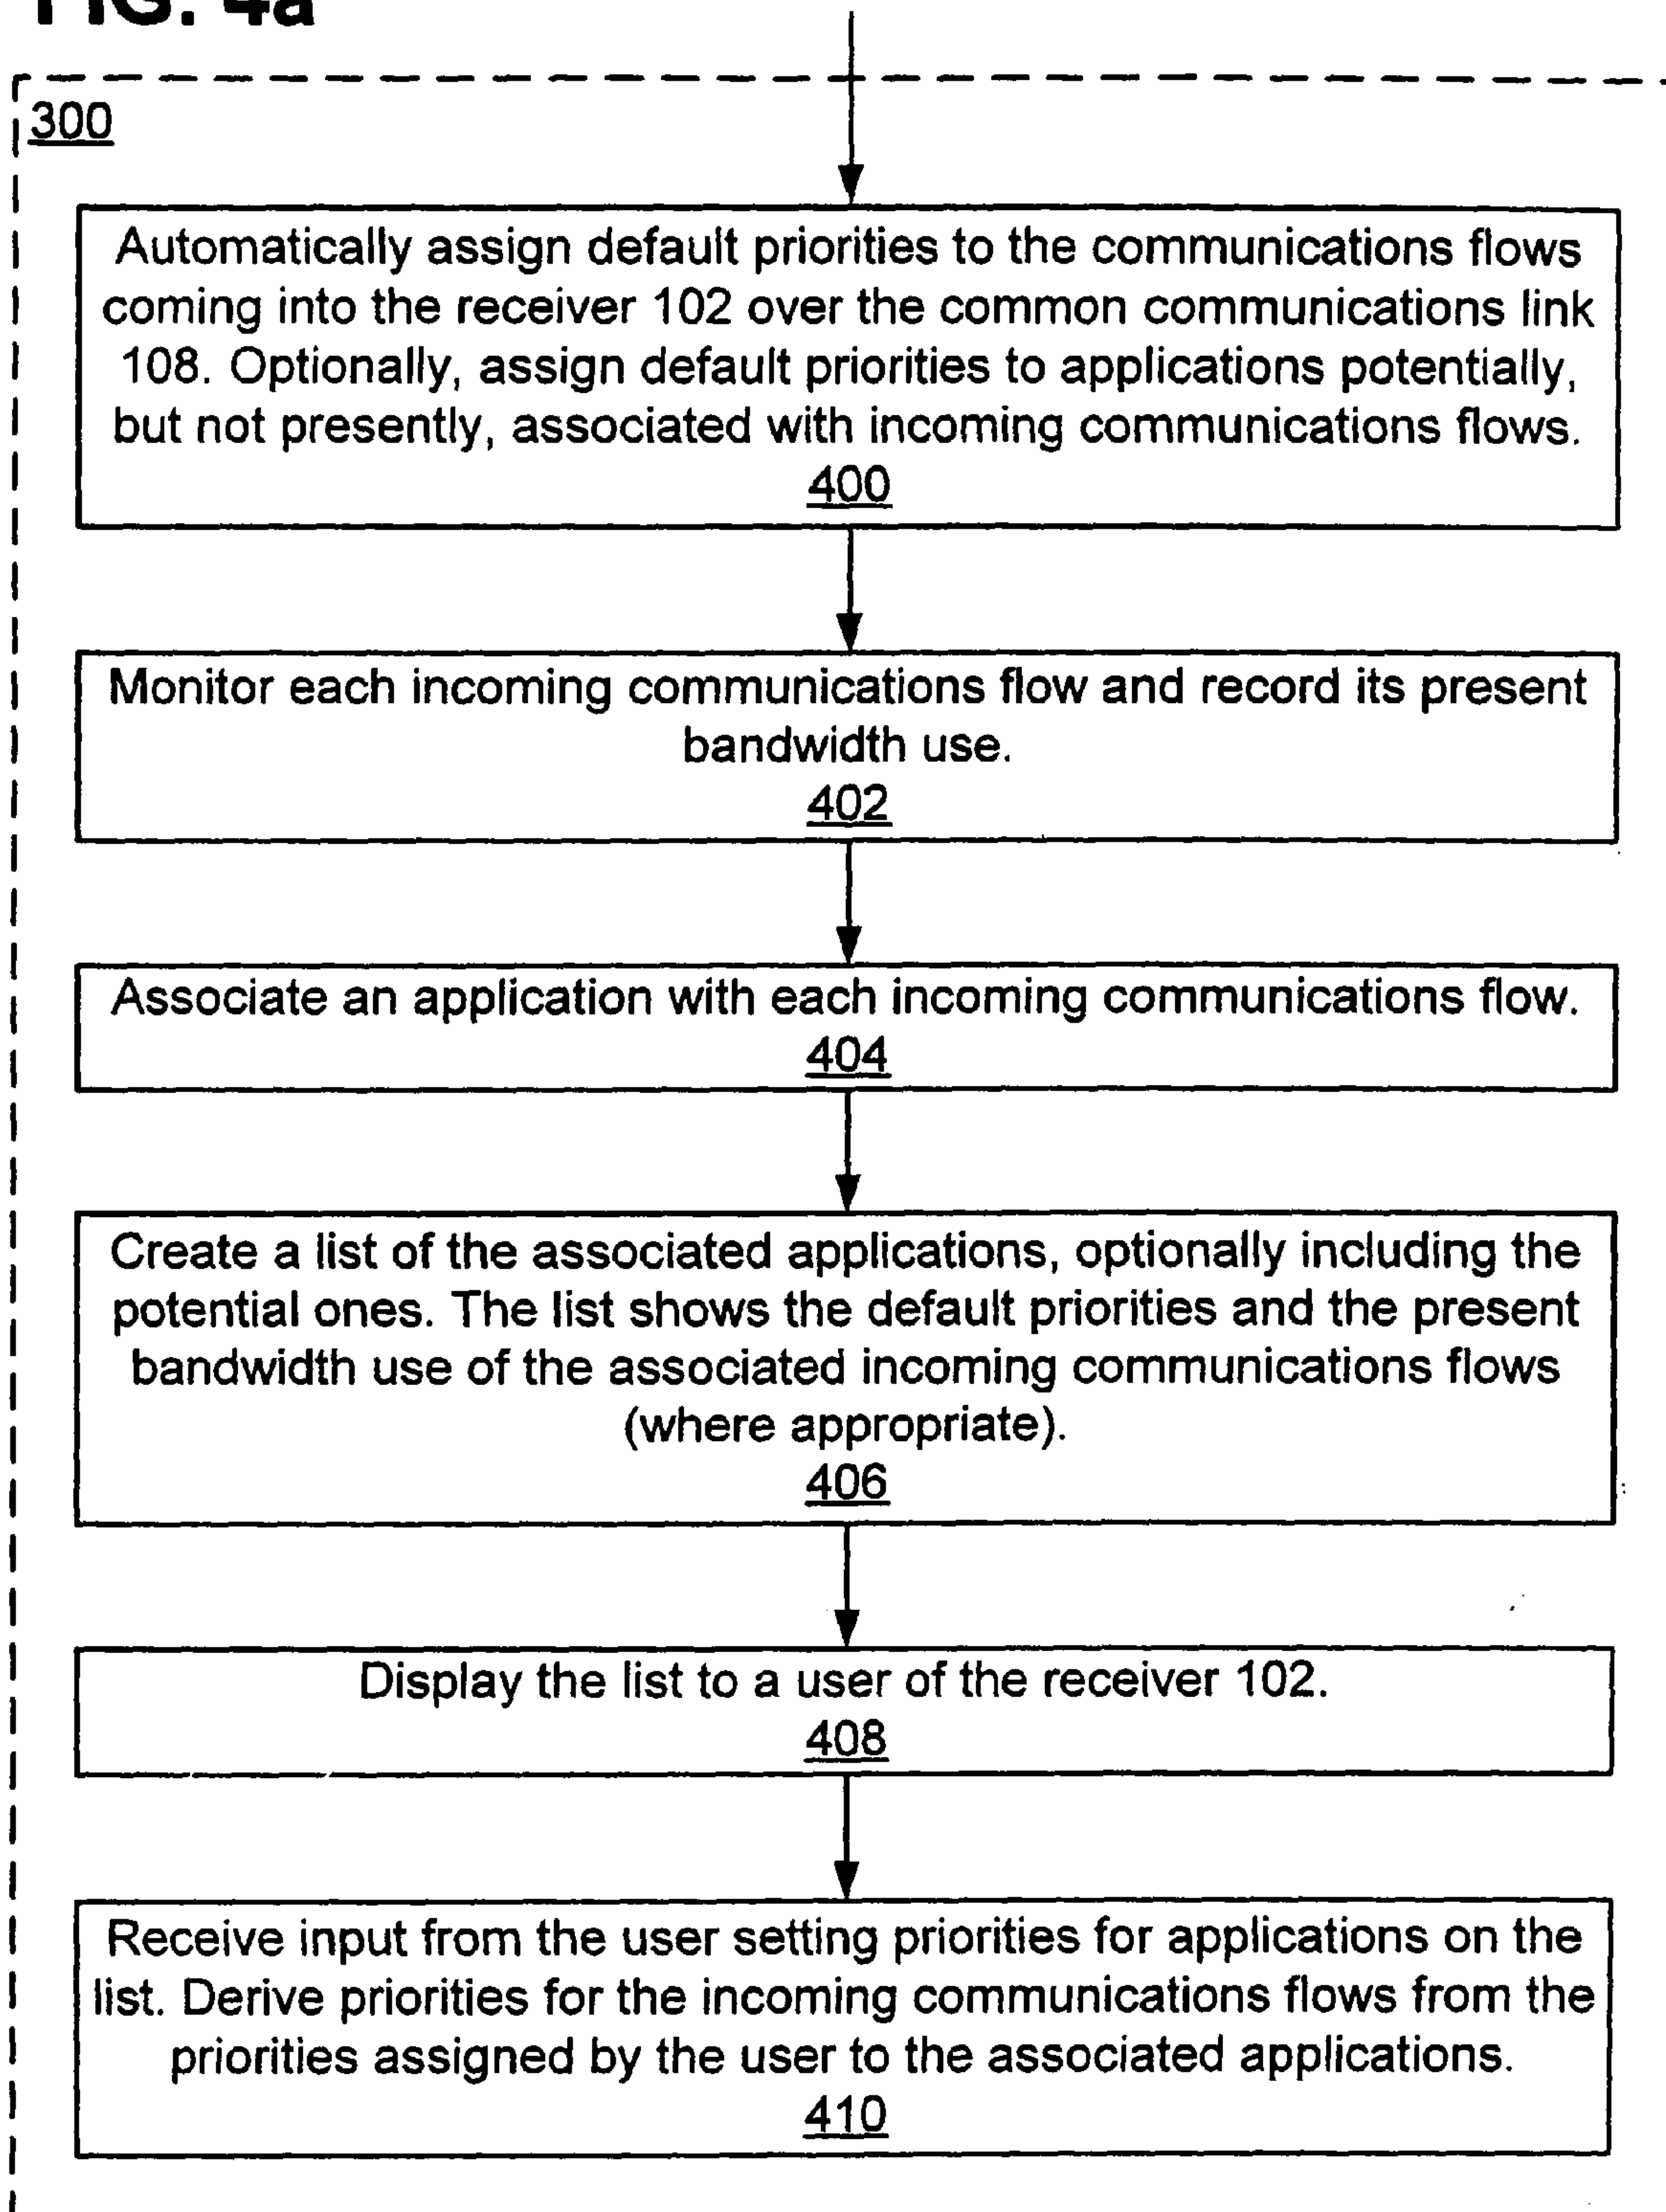 FIG. 4a
300
Automatically assign default priorities to the communications flows
coming into the receiver 102 over the common communications link
108. Optionally, assign default priorities to applications potentially,
but not presently, associated with incoming communications flows.
400
Monitor each incoming communications flow and record its present
bandwidth use.
402
Associate an application with each incoming communications flow.
404
Create a list of the associated applications, optionally including the
potential ones. The list shows the default priorities and the present
bandwidth use of the associated incoming communications flows
(where appropriate).
406
Display the list to a user of the receiver 102.
408
Receive input from the user setting priorities for applications on the
list. Derive priorities for the incoming communications flows from the
priorities assigned by the user to the associated applications.
410